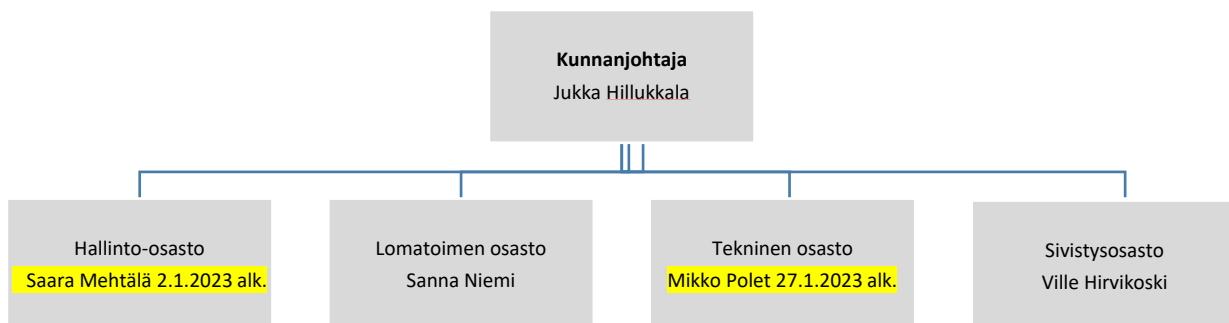 Kunnanjohtaja
Jukka Hillukkala
Hallinto-osasto
Saara Mehtälä 2.1.2023 alk.
Lomatoimen osasto
Sanna Niemi
Tekninen osasto
Mikko Polet 27.1.2023 alk.
Sivistysosasto
Ville Hirvikoski